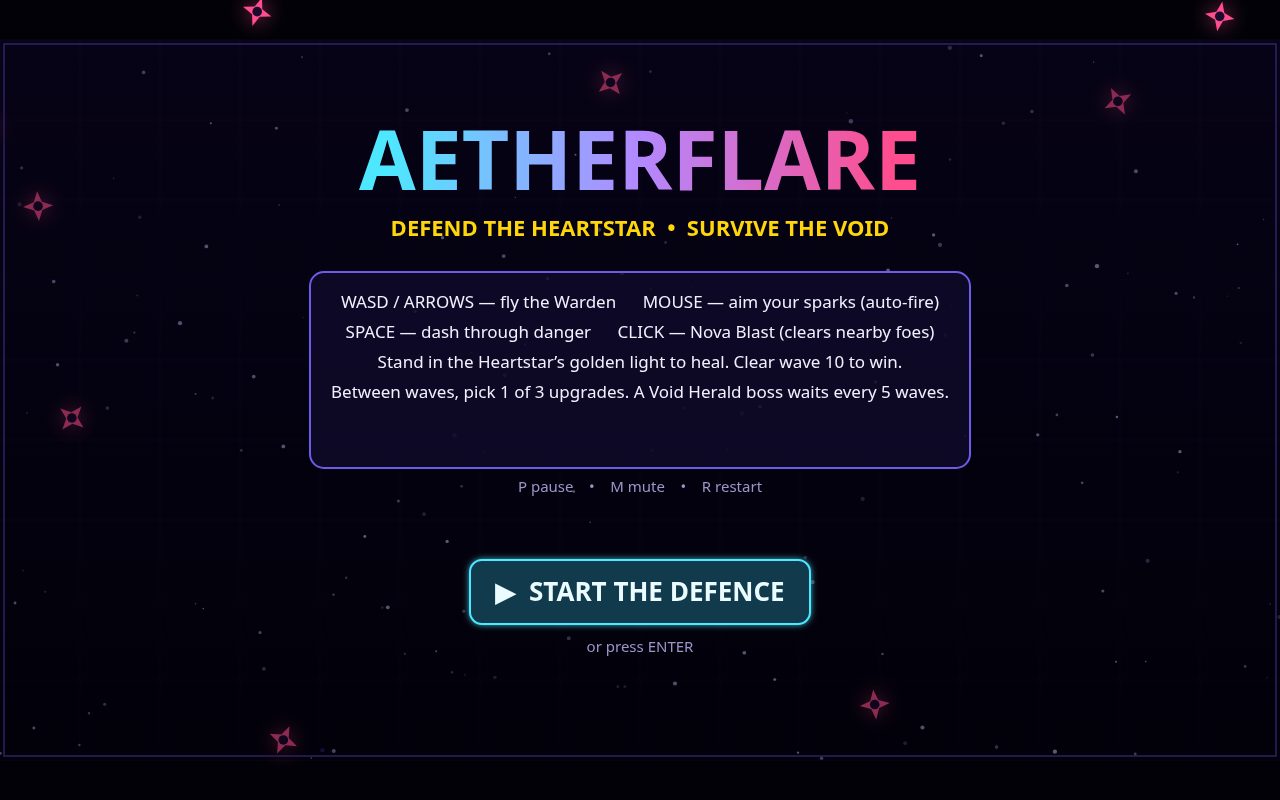 AETHERFLARE
DEFEND THE HEARTSTAR • SURVIVE THE VOID
WASD / ARROWS — fly the Warden MOUSE — aim your sparks (auto-fire)
SPACE — dash through danger CLICK — Nova Blast (clears nearby foes)
Stand in the Heartstar’s golden light to heal. Clear wave 10 to win.
Between waves, pick 1 of 3 upgrades. A Void Herald boss waits every 5 waves.
P pause • M mute • R restart
▶ START THE DEFENCE
or press ENTER